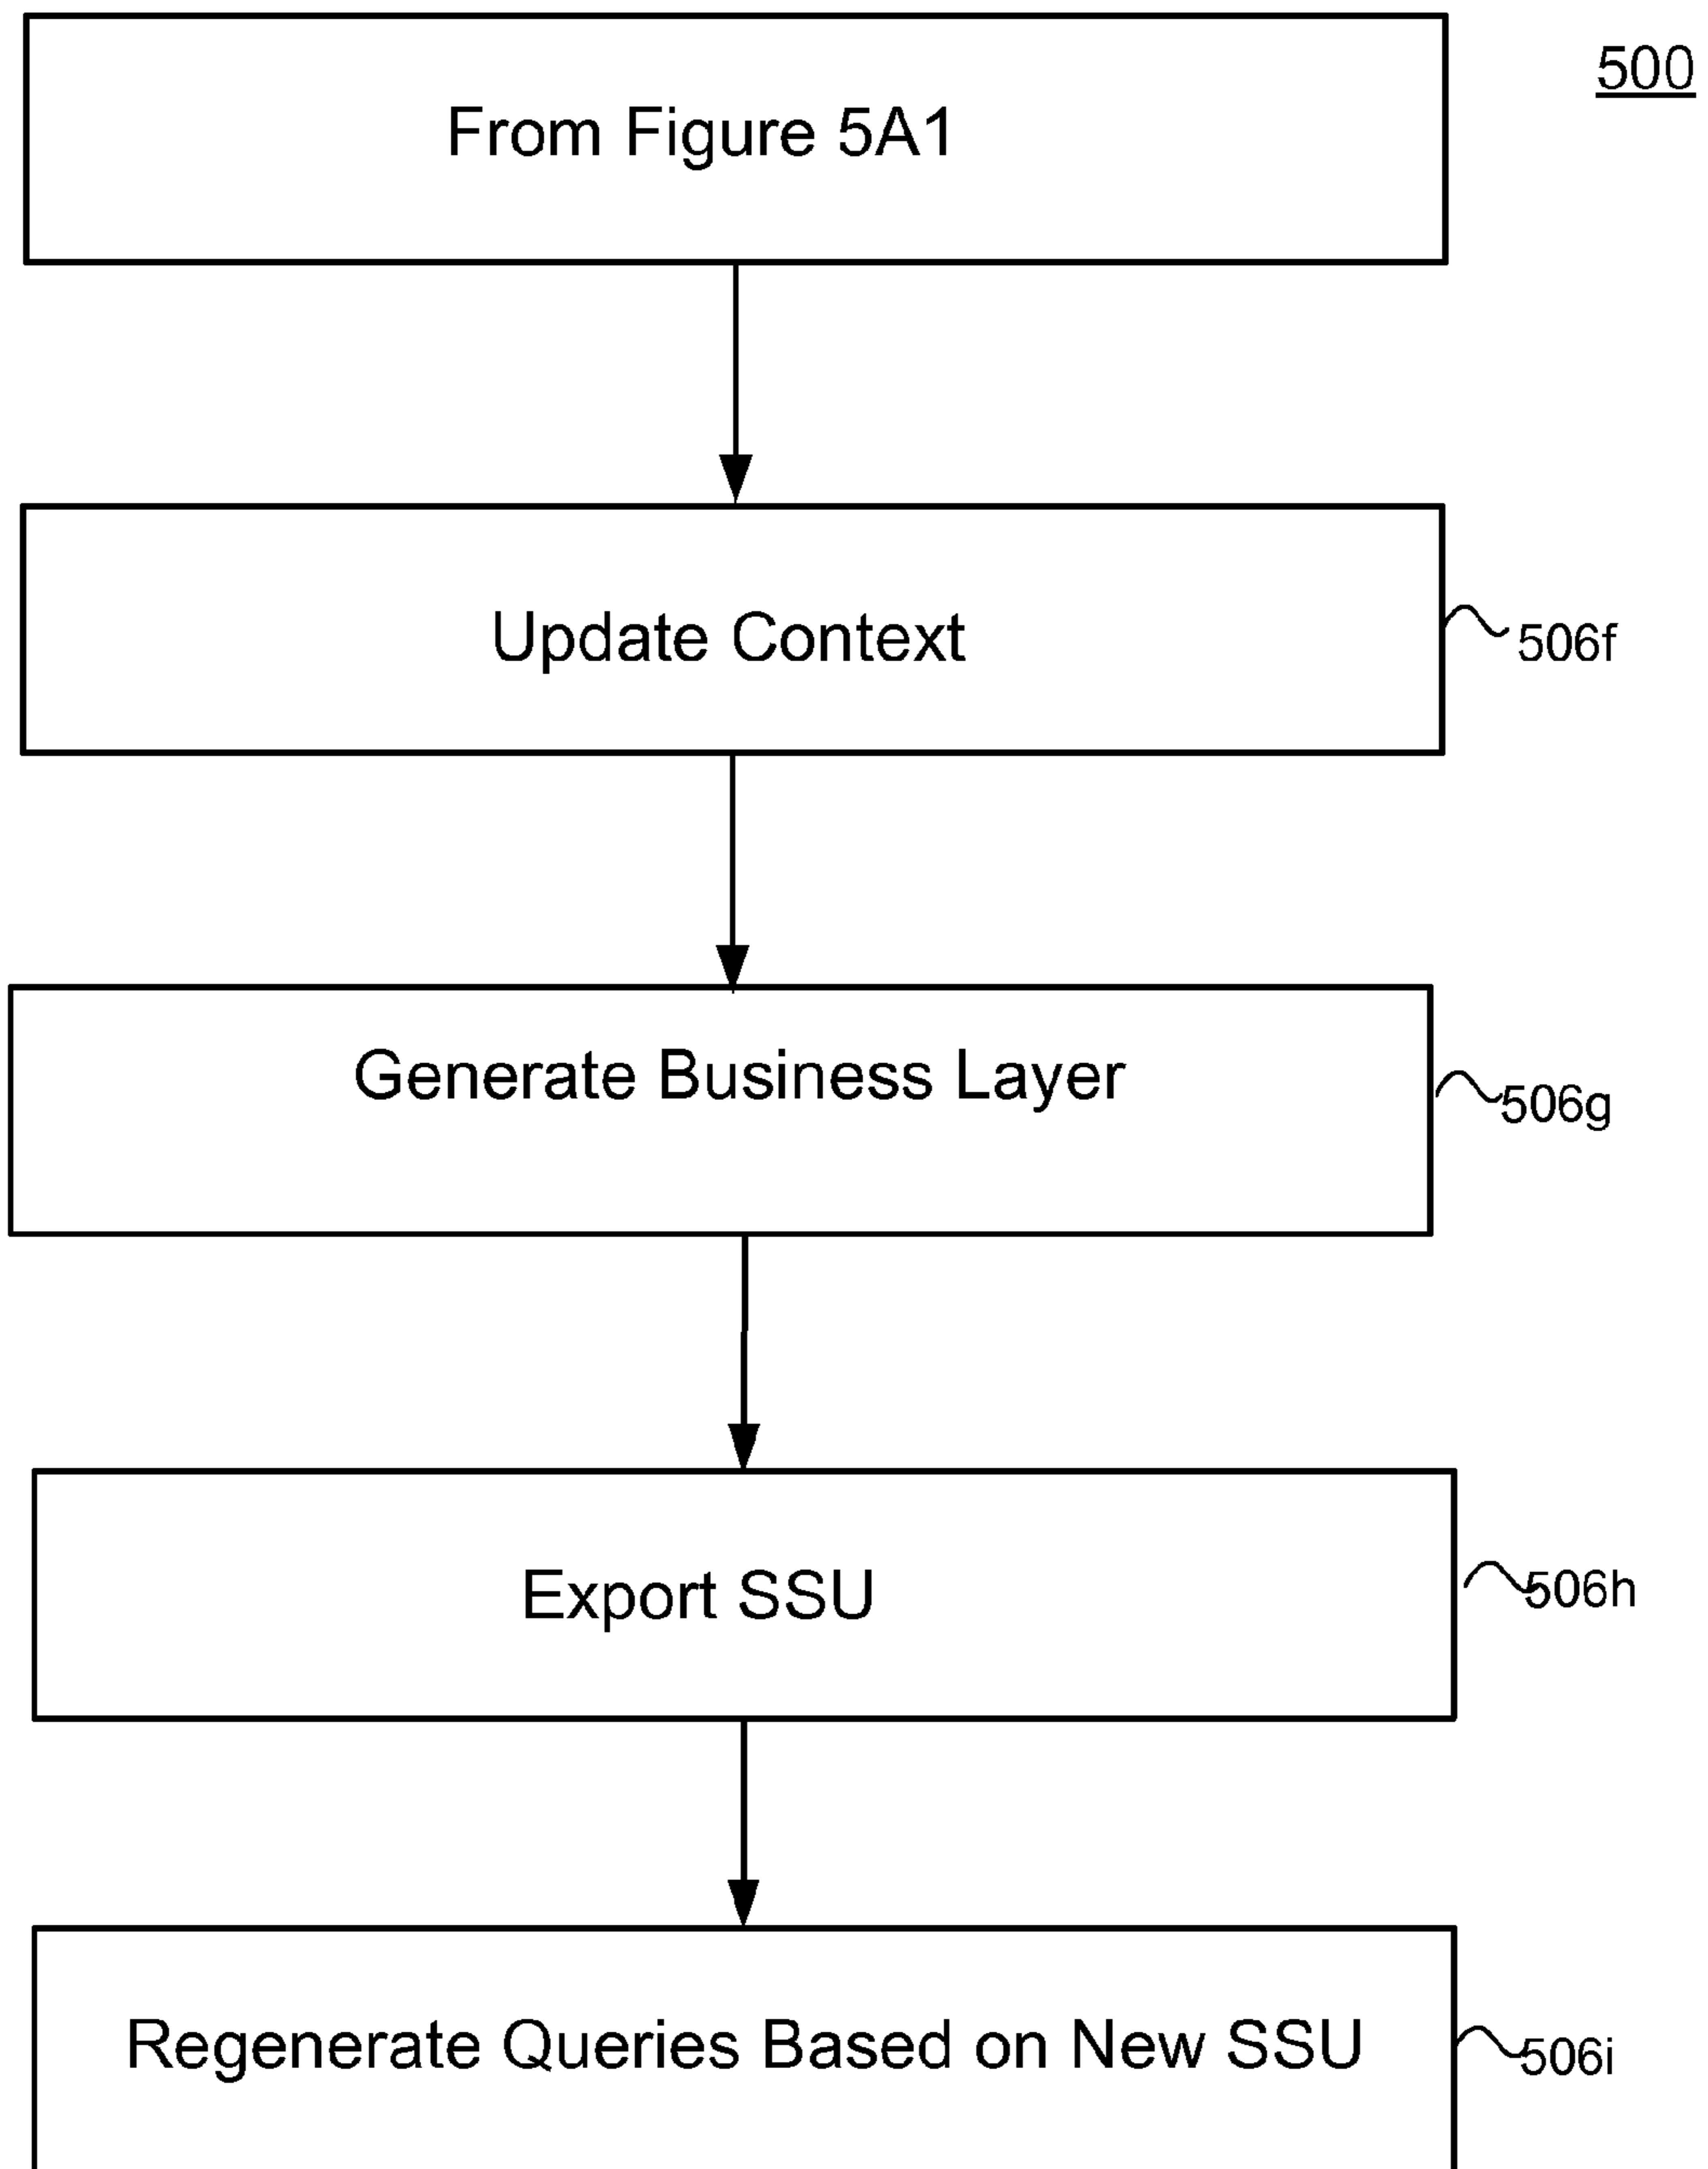 500
From Figure 5A1
Update Context
506f
Generate Business Layer
506g
Export SSU
506h
Regenerate Queries Based on New SSU
506i